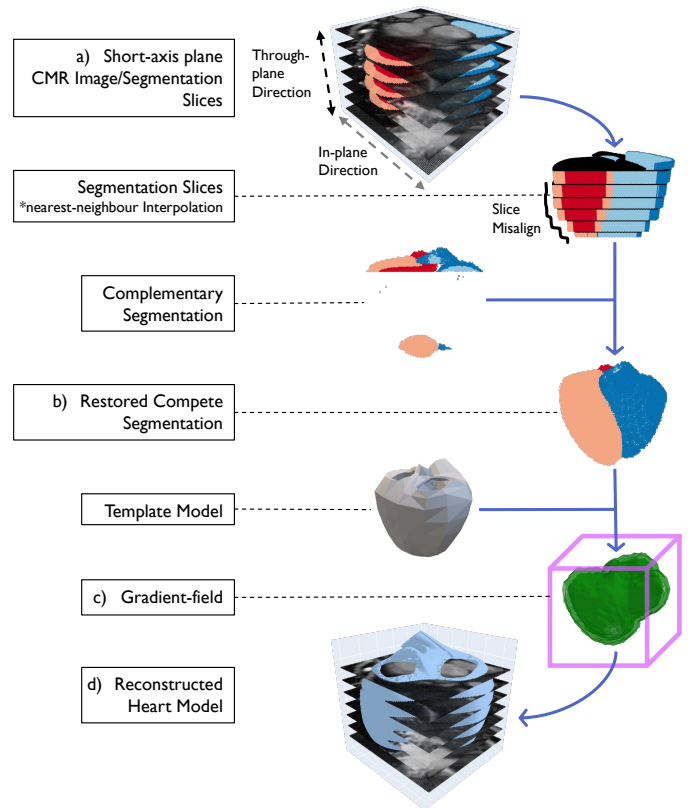 a) Short-axis plane
CMR Image/Segmentation
Slices
Through-
plane
Direction
In-plane
Direction
Segmentation Slices
*nearest-neighbour Interpolation
Slice
Misalign
Complementary
Segmentation
b) Restored Compete
Segmentation
Template Model
c) Gradient-field
d) Reconstructed
Heart Model